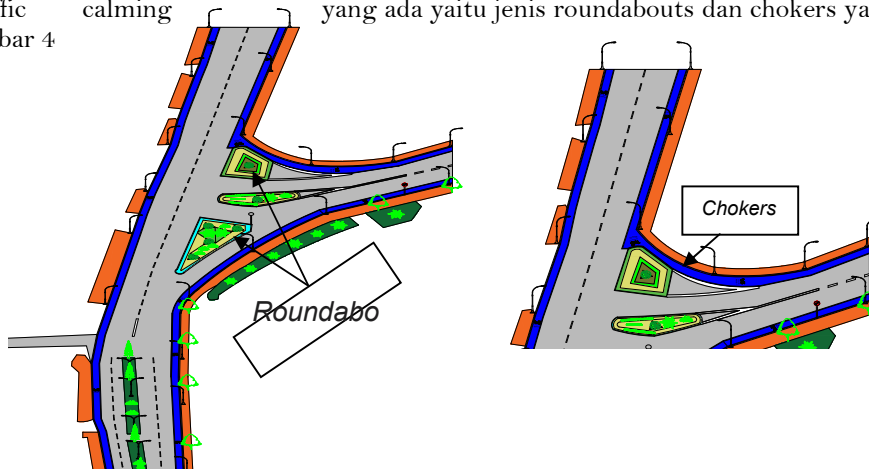 fic calming
bar 4
yang ada yaitu jenis roundabouts dan chokers ya
Chokers
Roundabo